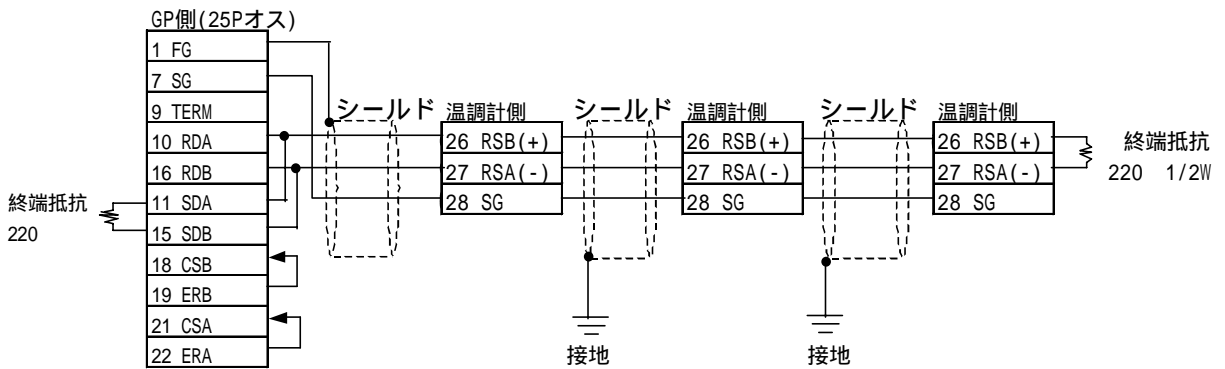 GP側(25Pオス)
1 FG
7 SG
9 TERM
10 RDA
16 RDB
11 SDA
15 SDB
18 CSB
19 ERB
21 CSA
22 ERA
終端抵抗
220
シールド
温調計側
26 RSB(+)
27 RSA(-)
28 SG
シールド
接地
温調計側
26 RSB(+)
27 RSA(-)
28 SG
シールド
接地
温調計側
26 RSB(+)
27 RSA(-)
28 SG
終端抵抗
220 1/2W